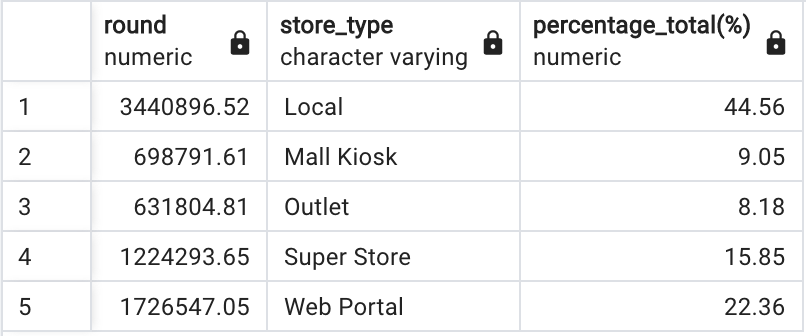 round store_type percentage_total(%)
numeric character varying numeric
1 3440896.52 Local 44.56
2 698791.61 Mall Kiosk 9.05
3 631804.81 Outlet 8.18
4 1224293.65 Super Store 15.85
5 1726547.05 Web Portal 22.36